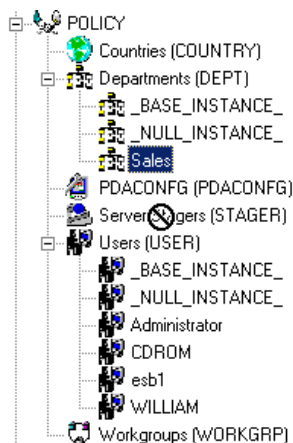 POLICY
Countries (COUNTRY)
Departments (DEPT)
_BASE_INSTANCE_
_NULL_INSTANCE_
Sales
PDACONFG (PDACONFG)
Server gers (STAGER)
Users (USER)
_BASE_INSTANCE_
_NULL_INSTANCE_
Administrator
CDROM
esb1
WILLIAM
Workgroups (WORKGRP)